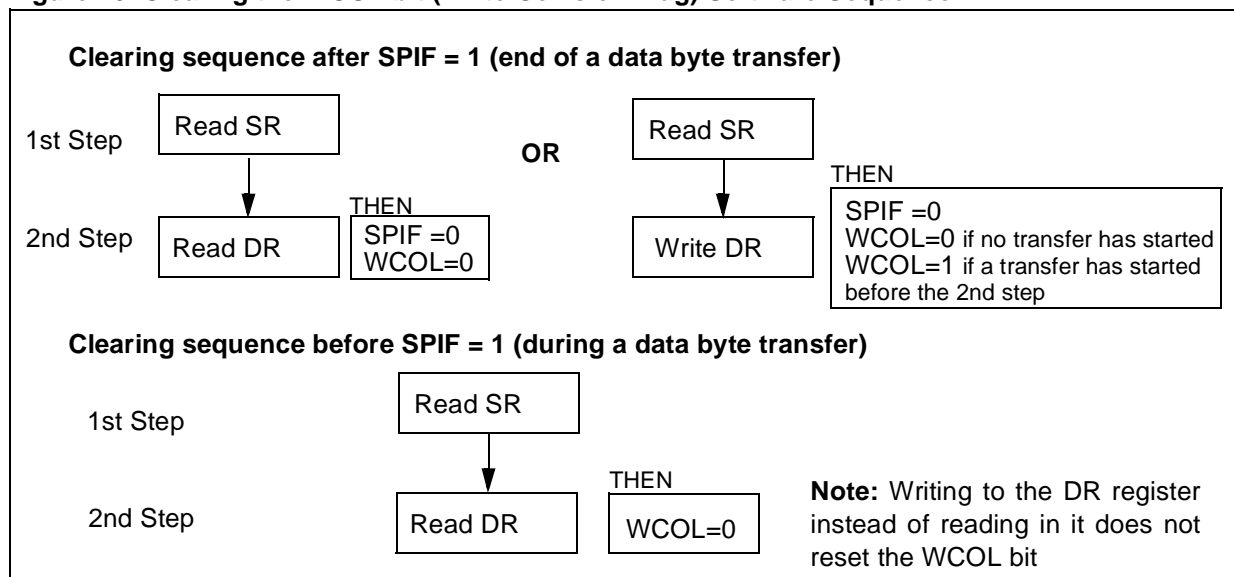 Clearing sequence after SPIF = 1 (end of a data byte transfer)
1st Step
Read SR
OR
Read SR
THEN
2nd Step
Read DR
THEN
SPIF =0
WCOL=0
Write DR
SPIF =0
WCOL=0 if no transfer has started
WCOL=1 if a transfer has started
before the 2nd step
Clearing sequence before SPIF = 1 (during a data byte transfer)
1st Step
Read SR
2nd Step
Read DR
THEN
WCOL=0
Note: Writing to the DR register
instead of reading in it does not
reset the WCOL bit